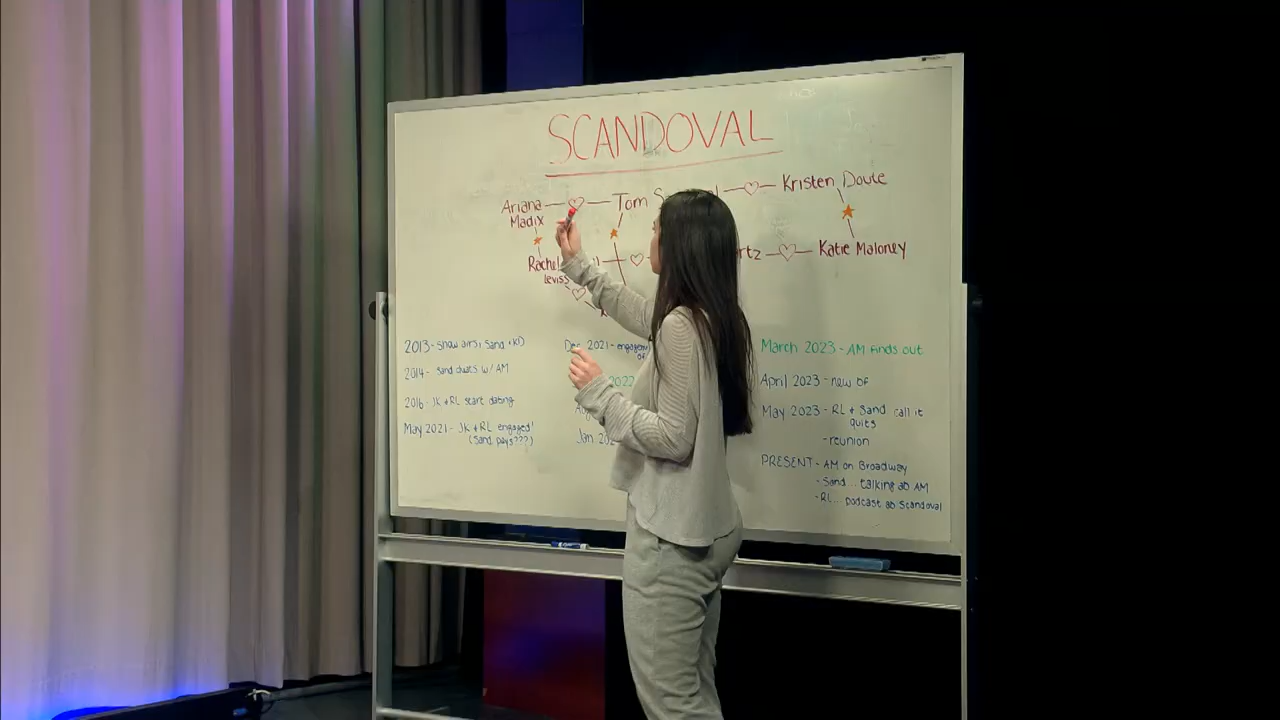 SCANDOVAL
Ariana
Madix
Tom
Kristen Doute
Rachel
Leviss
Katie Maloney
2013 - show airs, Sand + KD
2014 - Sand dates w/ AM
2016 - JK + RL start dating
May 2021 - JK + RL engaged!
(Sand pays???)
Dec 2021 -
2022
March 2023 - AM finds out
April 2023 - new of
May 2023 - RL + Sand call it
quits
- reunion
PRESENT - AM on Broadway
- Sand... talking ab AM
- RL... podcast ab Scandoval